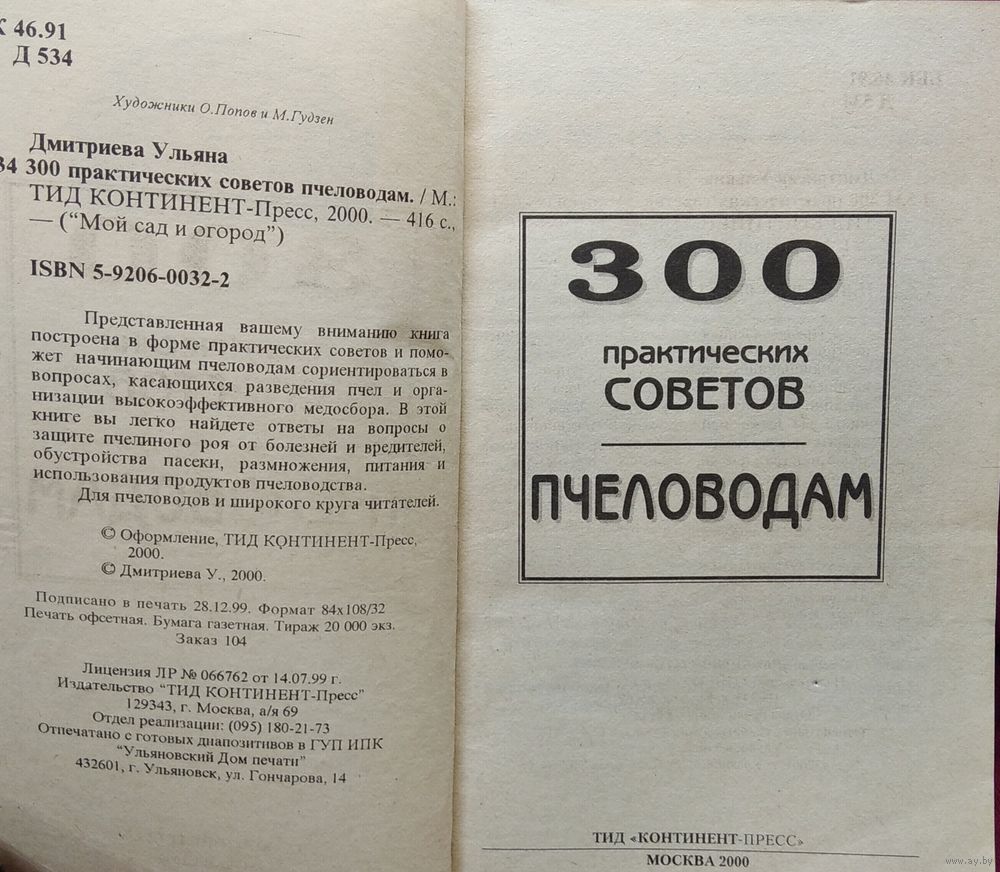 К 46.91
Д 534
Художники О.Попов и М.Гудзен
Дмитриева Ульяна
34 300 практических советов пчеловодам. / М.:
ТИД КОНТИНЕНТ-Пресс, 2000. — 416 с.,
— (“Мой сад и огород”)
ISBN 5-9206-0032-2
Представленная вашему вниманию книга
построена в форме практических советов и помо-
жет начинающим пчеловодам сориентироваться в
вопросах, касающихся разведения пчел и орга-
низации высокоэффективного медосбора. В этой
книге вы легко найдете ответы на вопросы о
защите пчелиного роя от болезней и вредителей,
обустройства пасеки, размножения, питания и
использования продуктов пчеловодства.
Для пчеловодов и широкого круга читателей.
© Оформление, ТИД КОНТИНЕНТ-Пресс,
2000.
© Дмитриева У., 2000.
Подписано в печать 28.12.99. Формат 84х108/32
Печать офсетная. Бумага газетная. Тираж 20 000 экз.
Заказ 104
Лицензия ЛР № 066762 от 14.07.99 г.
Издательство “ТИД КОНТИНЕНТ-Пресс”
129343, г. Москва, а/я 69
Отдел реализации: (095) 180-21-73
Отпечатано с готовых диапозитивов в ГУП ИПК
“Ульяновский Дом печати”
432601, г. Ульяновск, ул. Гончарова, 14
300
практических
СОВЕТОВ
ПЧЕЛОВОДАМ
ТИД «КОНТИНЕНТ-ПРЕСС»
МОСКВА 2000
www.ay.by